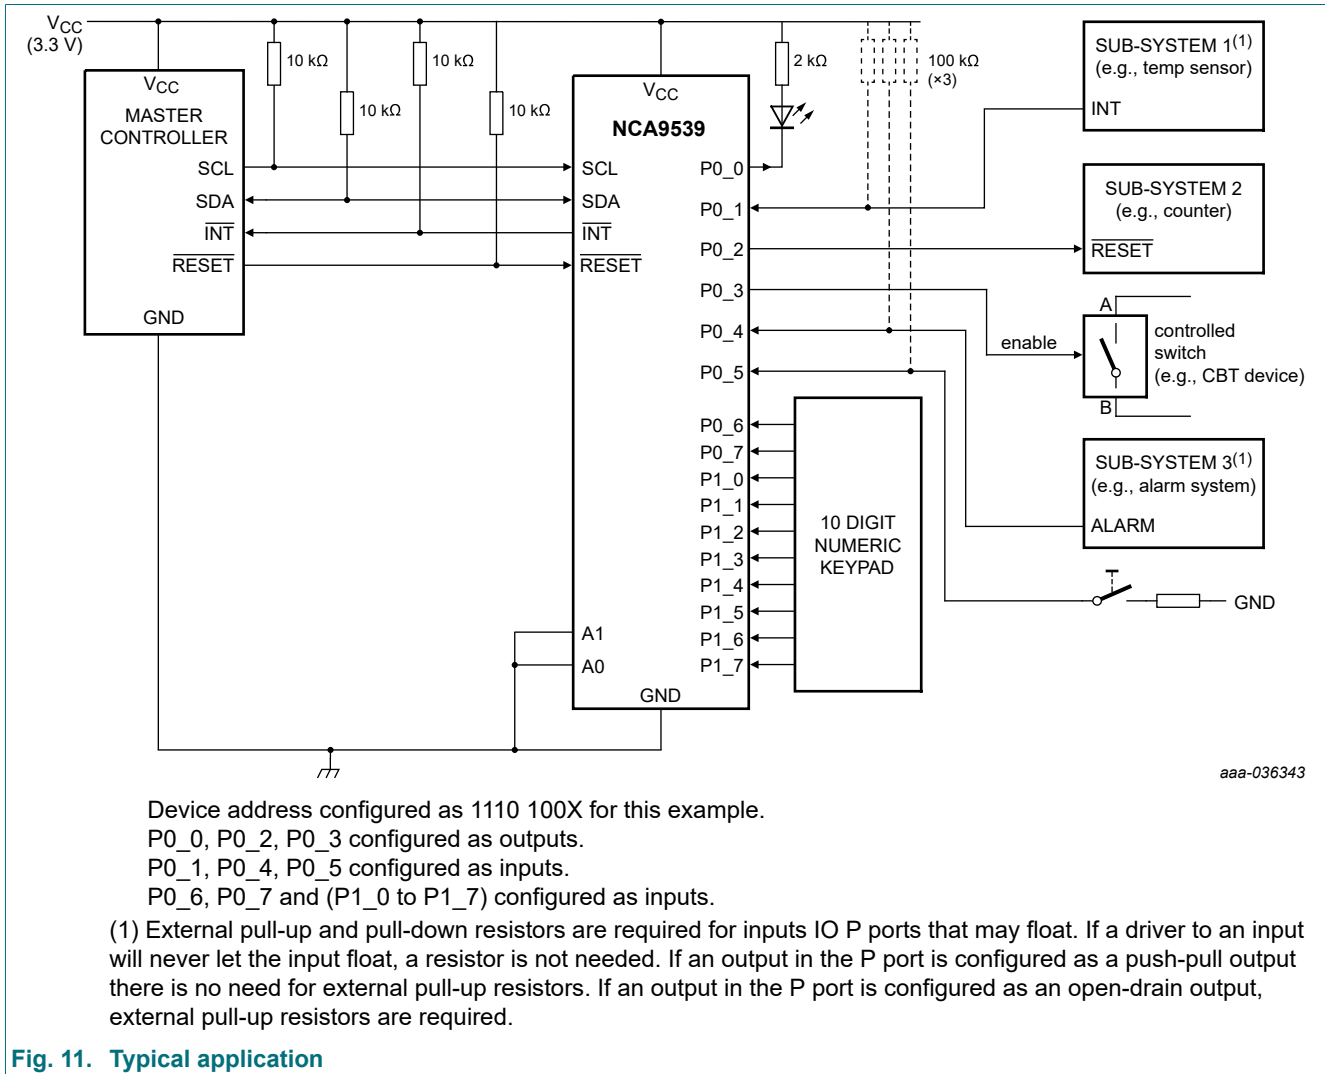 VCC
(3.3 V)
VCC
MASTER
CONTROLLER
SCL
SDA
INT
RESET
GND
10 kΩ
10 kΩ
10 kΩ
10 kΩ
VCC
NCA9539
SCL
SDA
INT
RESET
A1
A0
GND
P0_0
P0_1
P0_2
P0_3
P0_4
P0_5
P0_6
P0_7
P1_0
P1_1
P1_2
P1_3
P1_4
P1_5
P1_6
P1_7
2 kΩ
100 kΩ
(×3)
10 DIGIT
NUMERIC
KEYPAD
SUB-SYSTEM 1(1)
(e.g., temp sensor)
INT
SUB-SYSTEM 2
(e.g., counter)
RESET
A
enable
B
controlled
switch
(e.g., CBT device)
SUB-SYSTEM 3(1)
(e.g., alarm system)
ALARM
GND
aaa-036343
Device address configured as 1110 100X for this example.
P0_0, P0_2, P0_3 configured as outputs.
P0_1, P0_4, P0_5 configured as inputs.
P0_6, P0_7 and (P1_0 to P1_7) configured as inputs.
(1) External pull-up and pull-down resistors are required for inputs IO P ports that may float. If a driver to an input
will never let the input float, a resistor is not needed. If an output in the P port is configured as a push-pull output
there is no need for external pull-up resistors. If an output in the P port is configured as an open-drain output,
external pull-up resistors are required.
Fig. 11. Typical application